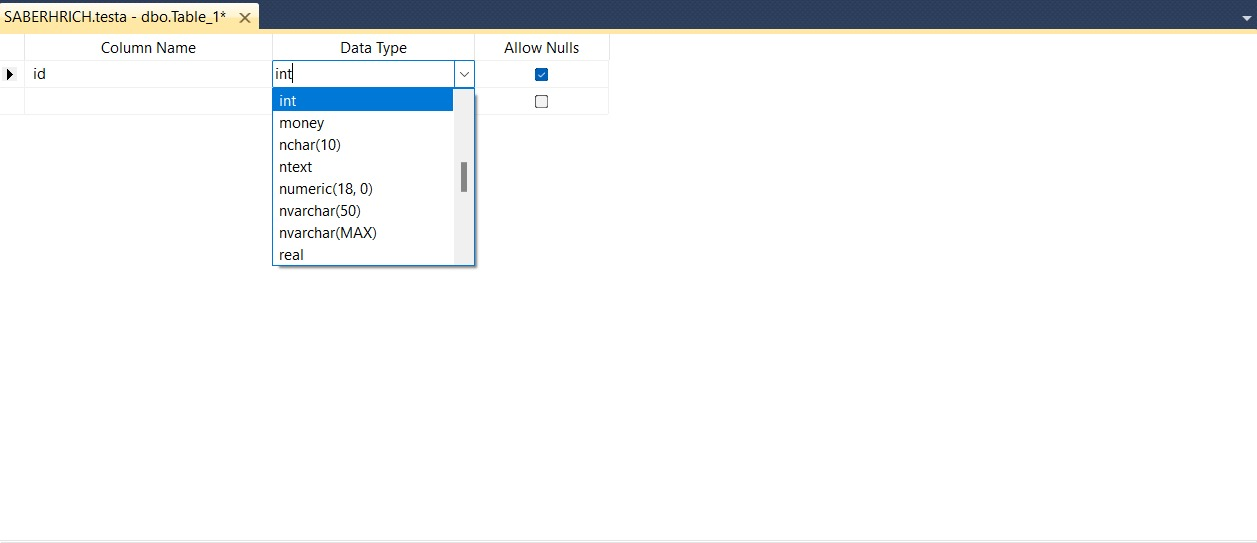 SABERHRICH.testa - dbo.Table_1*
Column Name Data Type Allow Nulls
id int
int
money
nchar(10)
ntext
numeric(18, 0)
nvarchar(50)
nvarchar(MAX)
real